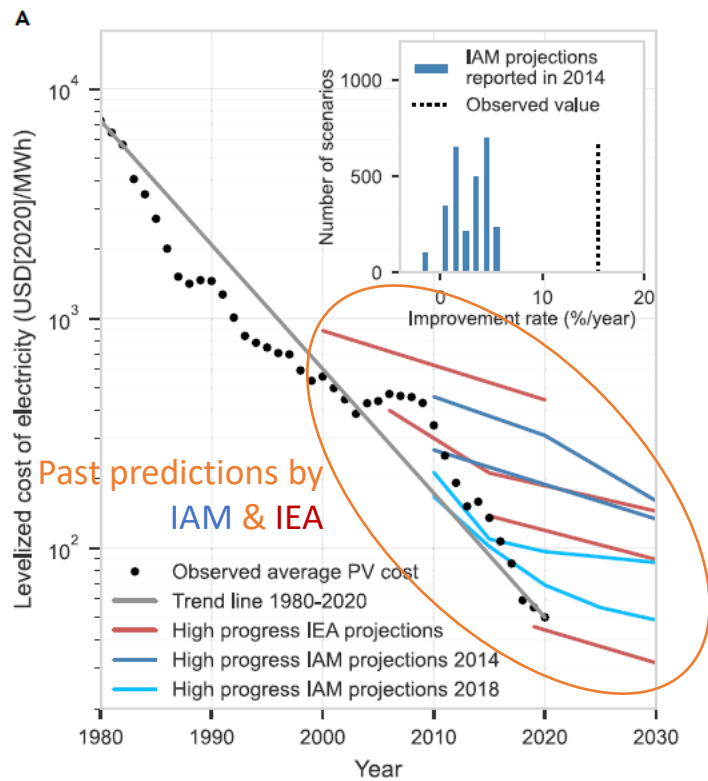 A
IAM projections
reported in 2014
Observed value
Number of scenarios
1000
500
0
0 10 20
Improvement rate (%/year)
Levelized cost of electricity (USD[2020]/MWh)
10⁴
10³
10²
Past predictions by
IAM & IEA
Observed average PV cost
Trend line 1980-2020
High progress IEA projections
High progress IAM projections 2014
High progress IAM projections 2018
1980 1990 2000 2010 2020 2030
Year